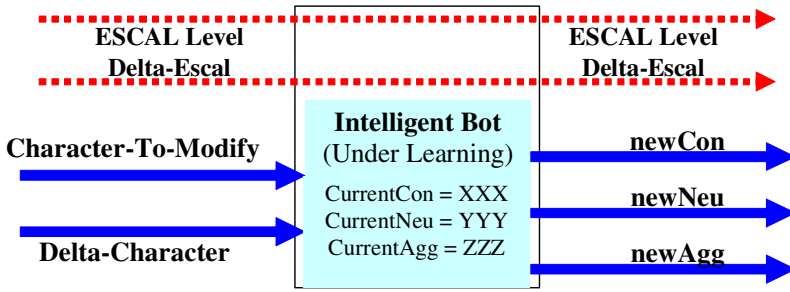 ESCAL Level
Delta-Escal
ESCAL Level
Delta-Escal
Character-To-Modify
Delta-Character
Intelligent Bot
(Under Learning)
CurrentCon = XXX
CurrentNeu = YYY
CurrentAgg = ZZZ
newCon
newNeu
newAgg